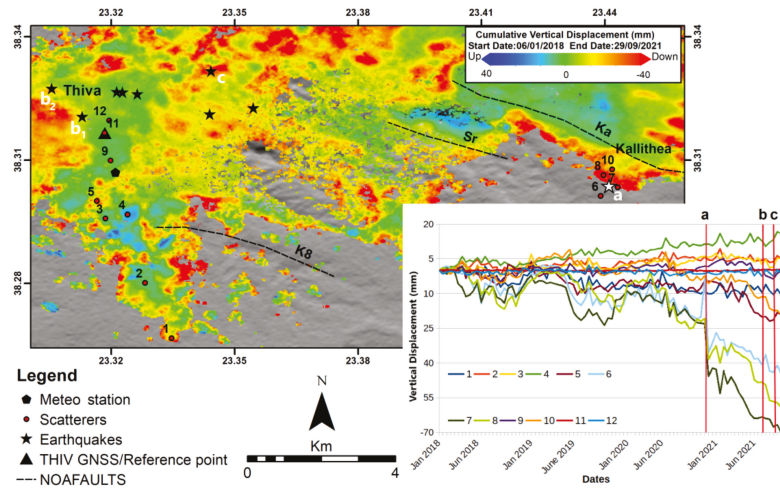 23.32 23.35 23.41 23.44
38.34 38.34
Cumulative Vertical Displacement (mm)
Start Date:06/01/2018 End Date:29/09/2021
Up Down
40 0 -40
c
Thiva
b2
b1
12
11
9
5
3
4
2
1
Sr
Ka
Kallithea
10
8
7
6
a
K8
38.31 38.31
38.28
23.32 23.35 23.38
Legend
Meteo station
Scatterers
Earthquakes
THIV GNSS/Reference point
NOAFAULTS
N
Km
0 4
a b c
Vertical Displacement (mm)
20
5
10
25
40
55
-70
1 2 3 4 5 6
7 8 9 10 11 12
Jan 2018
Jun 2018
Jan 2019
June 2019
Jan 2020
Jun 2020
Jan 2021
Jun 2021
Dates